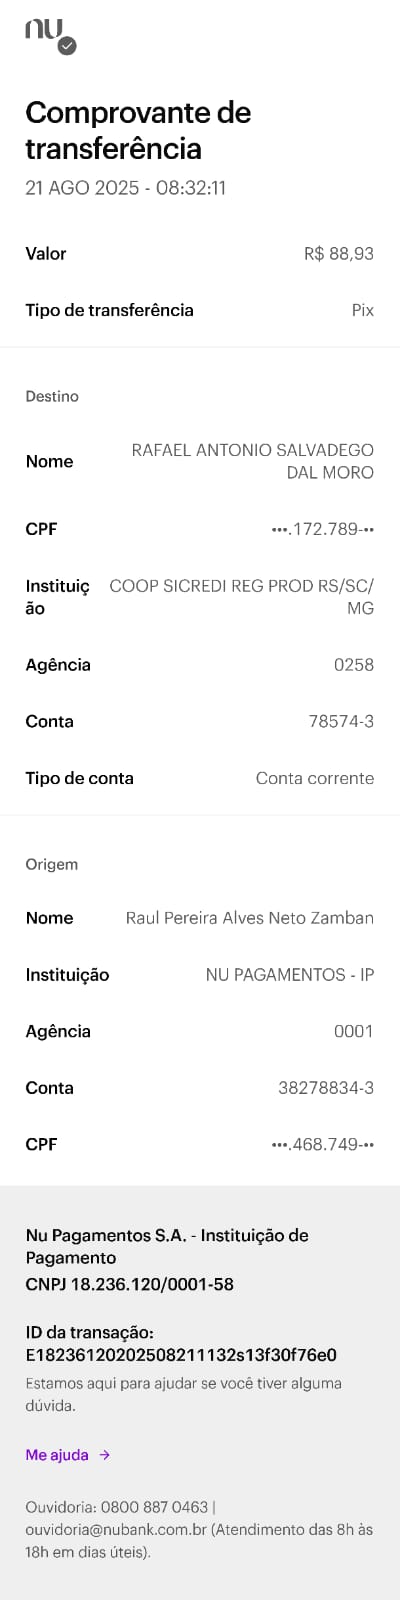 nu
Comprovante de
transferência
21 AGO 2025 - 08:32:11
Valor R$ 88,93
Tipo de transferência Pix
Destino
Nome RAFAEL ANTONIO SALVADEGO
DAL MORO
CPF •••.172.789-••
Instituiç COOP SICREDI REG PROD RS/SC/
ão MG
Agência 0258
Conta 78574-3
Tipo de conta Conta corrente
Origem
Nome Raul Pereira Alves Neto Zamban
Instituição NU PAGAMENTOS - IP
Agência 0001
Conta 38278834-3
CPF •••.468.749-••
Nu Pagamentos S.A. - Instituição de
Pagamento
CNPJ 18.236.120/0001-58
ID da transação:
E18236120202508211132s13f30f76e0
Estamos aqui para ajudar se você tiver alguma
dúvida.
Me ajuda →
Ouvidoria: 0800 887 0463 |
ouvidoria@nubank.com.br (Atendimento das 8h às
18h em dias úteis).